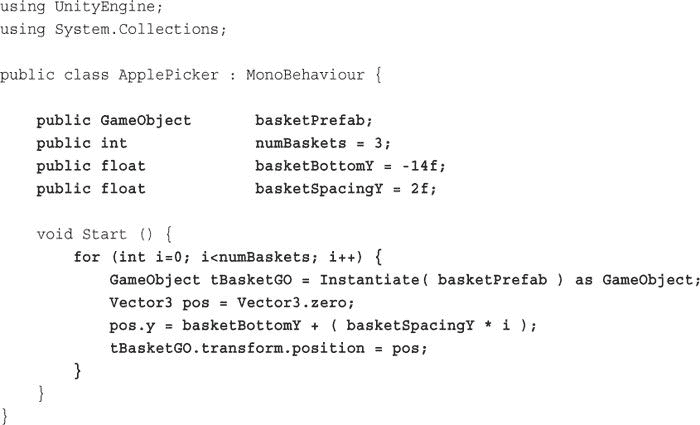 using UnityEngine;
using System.Collections;
public class ApplePicker : MonoBehaviour {
public GameObject basketPrefab;
public int numBaskets = 3;
public float basketBottomY = -14f;
public float basketSpacingY = 2f;
void Start () {
for (int i=0; i<numBaskets; i++) {
GameObject tBasketGO = Instantiate( basketPrefab ) as GameObject;
Vector3 pos = Vector3.zero;
pos.y = basketBottomY + ( basketSpacingY * i );
tBasketGO.transform.position = pos;
}
}
}